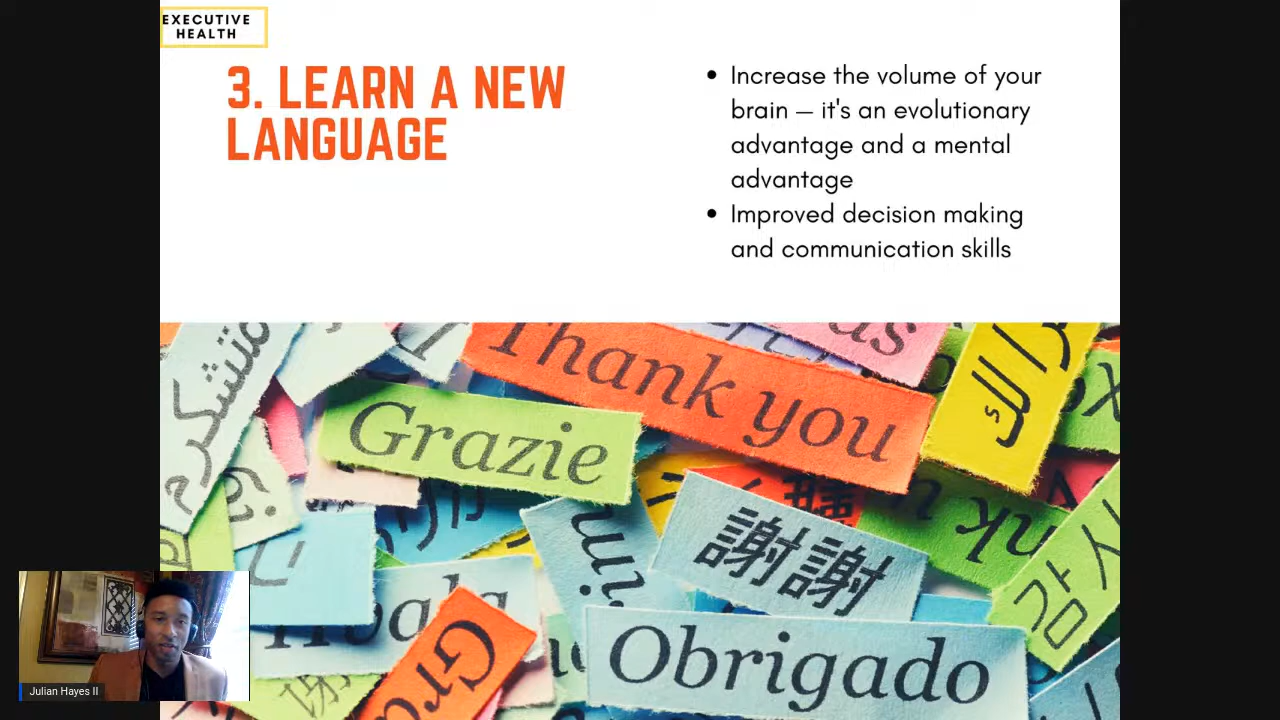 EXECUTIVE
HEALTH
3. LEARN A NEW
LANGUAGE
• Increase the volume of your
brain — it's an evolutionary
advantage and a mental
advantage
• Improved decision making
and communication skills
Thank you
Grazie
謝謝
Obrigado
Julian Hayes II